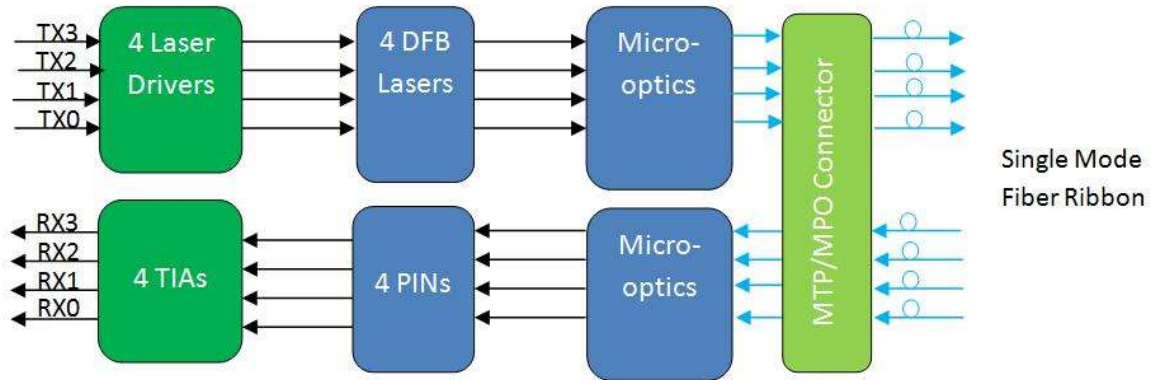 TX3
TX2
TX1
TX0
4 Laser
Drivers
4 DFB
Lasers
Micro-
optics
MTP/MPO Connector
Single Mode
Fiber Ribbon
RX3
RX2
RX1
RX0
4 TIAs
4 PINs
Micro-
optics